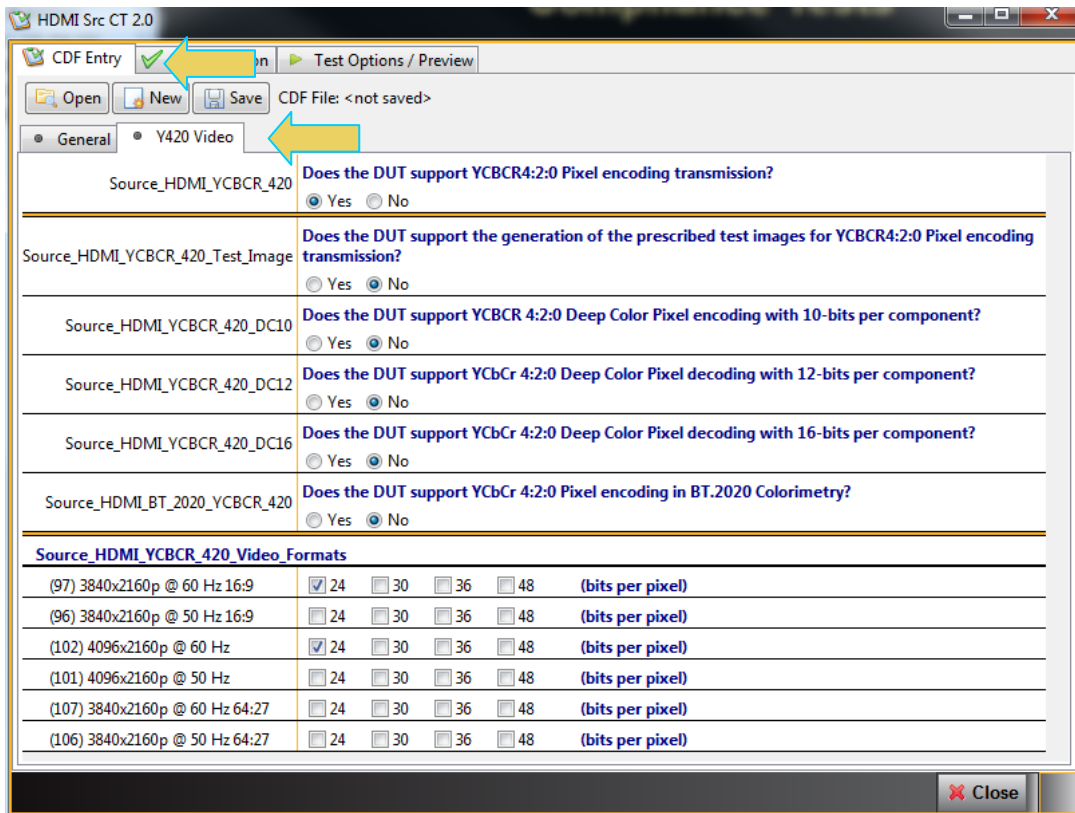 Compliance Tests
HDMI Src CT 2.0
CDF Entry
Test Options / Preview
Open New Save CDF File: <not saved>
General Y420 Video
Source_HDMI_YCBCR_420 Does the DUT support YCBCR4:2:0 Pixel encoding transmission?
Yes No
Source_HDMI_YCBCR_420_Test_Image Does the DUT support the generation of the prescribed test images for YCBCR4:2:0 Pixel encoding
transmission?
Yes No
Source_HDMI_YCBCR_420_DC10 Does the DUT support YCBCR 4:2:0 Deep Color Pixel encoding with 10-bits per component?
Yes No
Source_HDMI_YCBCR_420_DC12 Does the DUT support YCbCr 4:2:0 Deep Color Pixel decoding with 12-bits per component?
Yes No
Source_HDMI_YCBCR_420_DC16 Does the DUT support YCbCr 4:2:0 Deep Color Pixel decoding with 16-bits per component?
Yes No
Source_HDMI_BT_2020_YCBCR_420 Does the DUT support YCbCr 4:2:0 Pixel encoding in BT.2020 Colorimetry?
Yes No
Source_HDMI_YCBCR_420_Video_Formats
(97) 3840x2160p @ 60 Hz 16:9 24 30 36 48 (bits per pixel)
(96) 3840x2160p @ 50 Hz 16:9 24 30 36 48 (bits per pixel)
(102) 4096x2160p @ 60 Hz 24 30 36 48 (bits per pixel)
(101) 4096x2160p @ 50 Hz 24 30 36 48 (bits per pixel)
(107) 3840x2160p @ 60 Hz 64:27 24 30 36 48 (bits per pixel)
(106) 3840x2160p @ 50 Hz 64:27 24 30 36 48 (bits per pixel)
Close